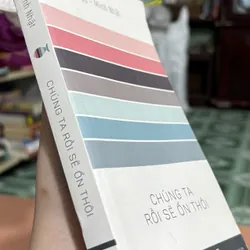 CHÚNG TA
RỒI SẼ ỔN THÔI
CHÚNG TA RỒI SẼ ỔN THÔI